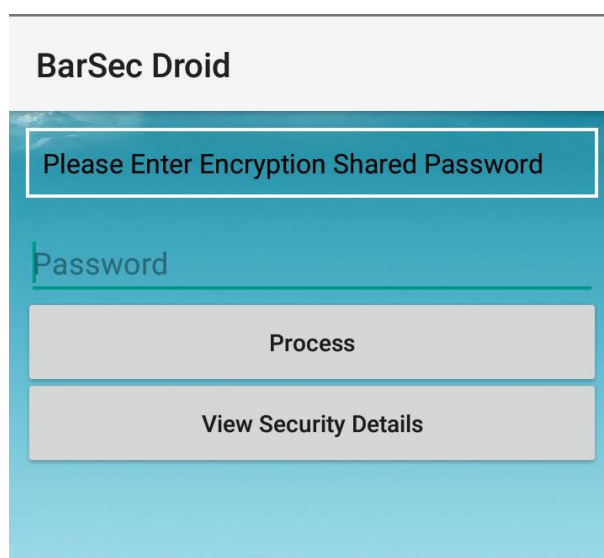 BarSec Droid
Please Enter Encryption Shared Password
Password
Process
View Security Details